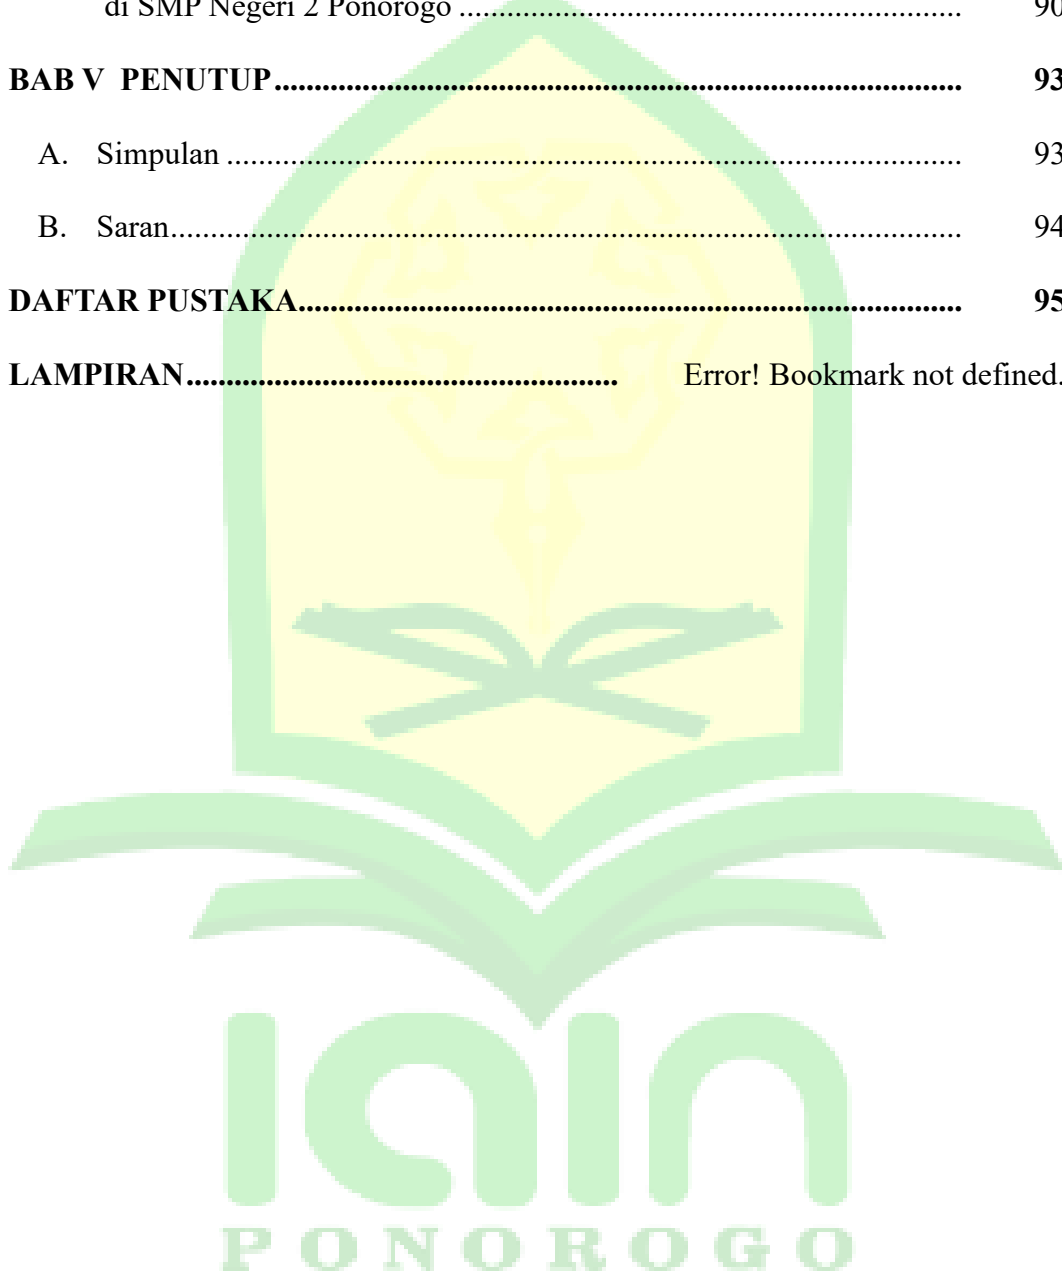 di SMP Negeri 2 Ponorogo ............................................................... 90
BAB V PENUTUP ...................................................................................... 93
A. Simpulan ............................................................................................ 93
B. Saran................................................................................................... 94
DAFTAR PUSTAKA................................................................................... 95
LAMPIRAN...................................................... Error! Bookmark not defined.
iain
PONOROGO